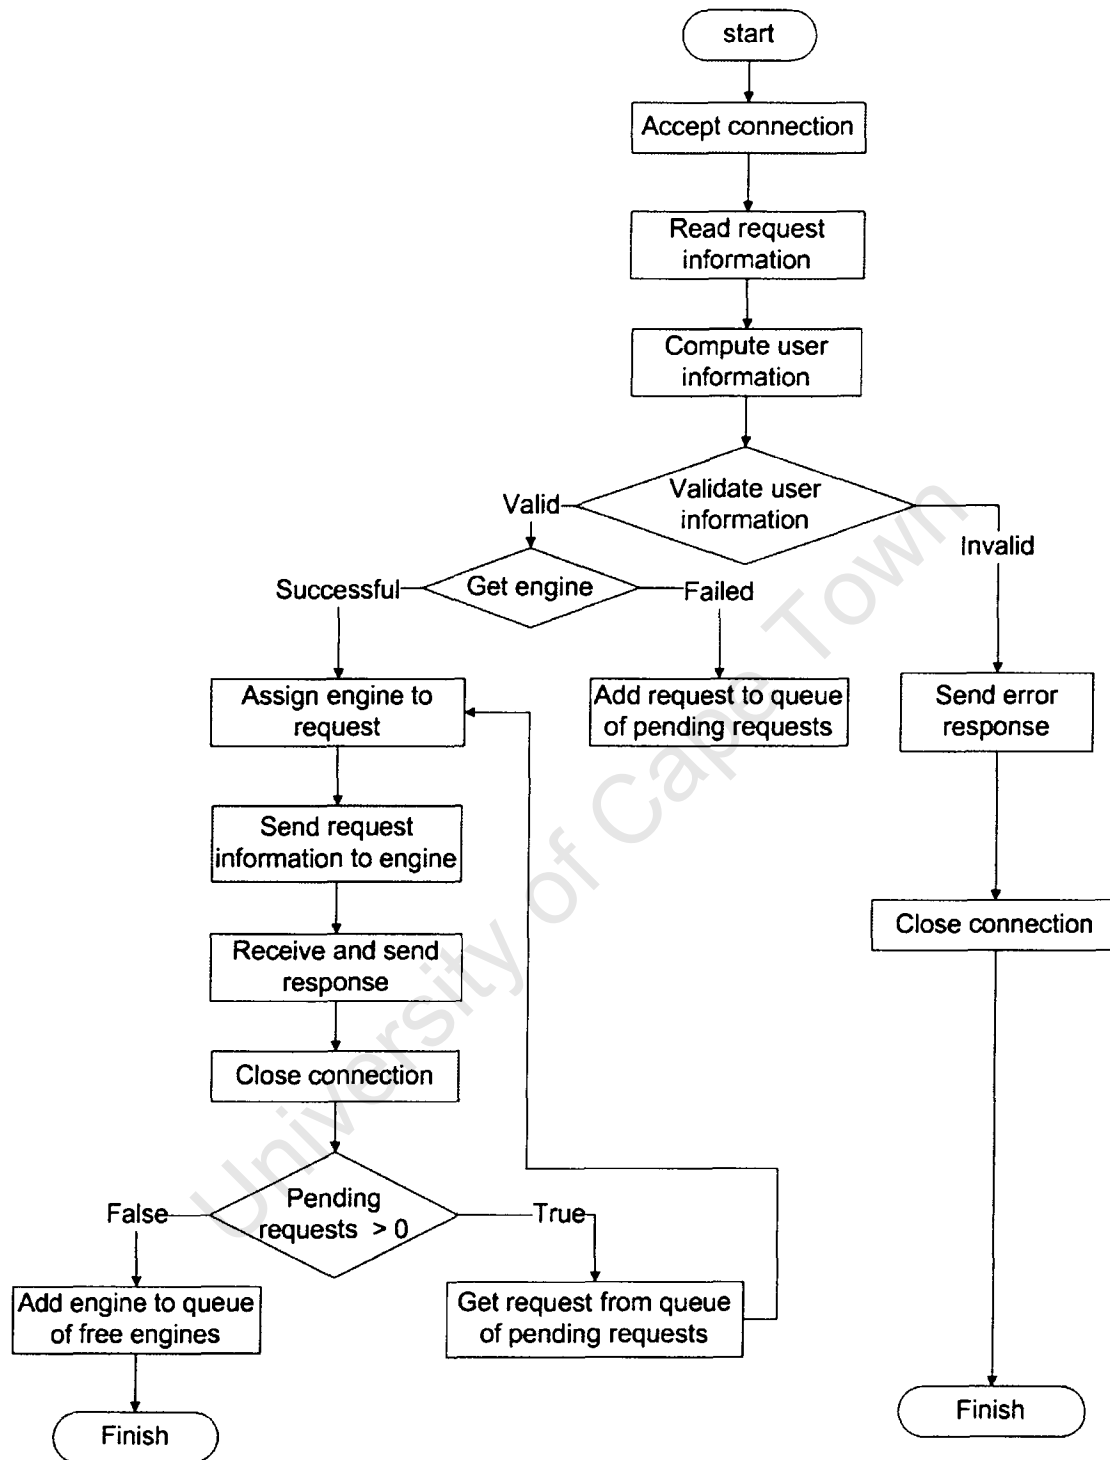 start
Accept connection
Read request
information
Compute user
information
Validate user
information
Valid
Invalid
Get engine
Successful
Failed
Assign engine to
request
Add request to queue
of pending requests
Send error
response
Send request
information to engine
Close connection
Receive and send
response
Close connection
Pending
requests > 0
False
True
Add engine to queue
of free engines
Get request from queue
of pending requests
Finish
Finish
University of Cape Town